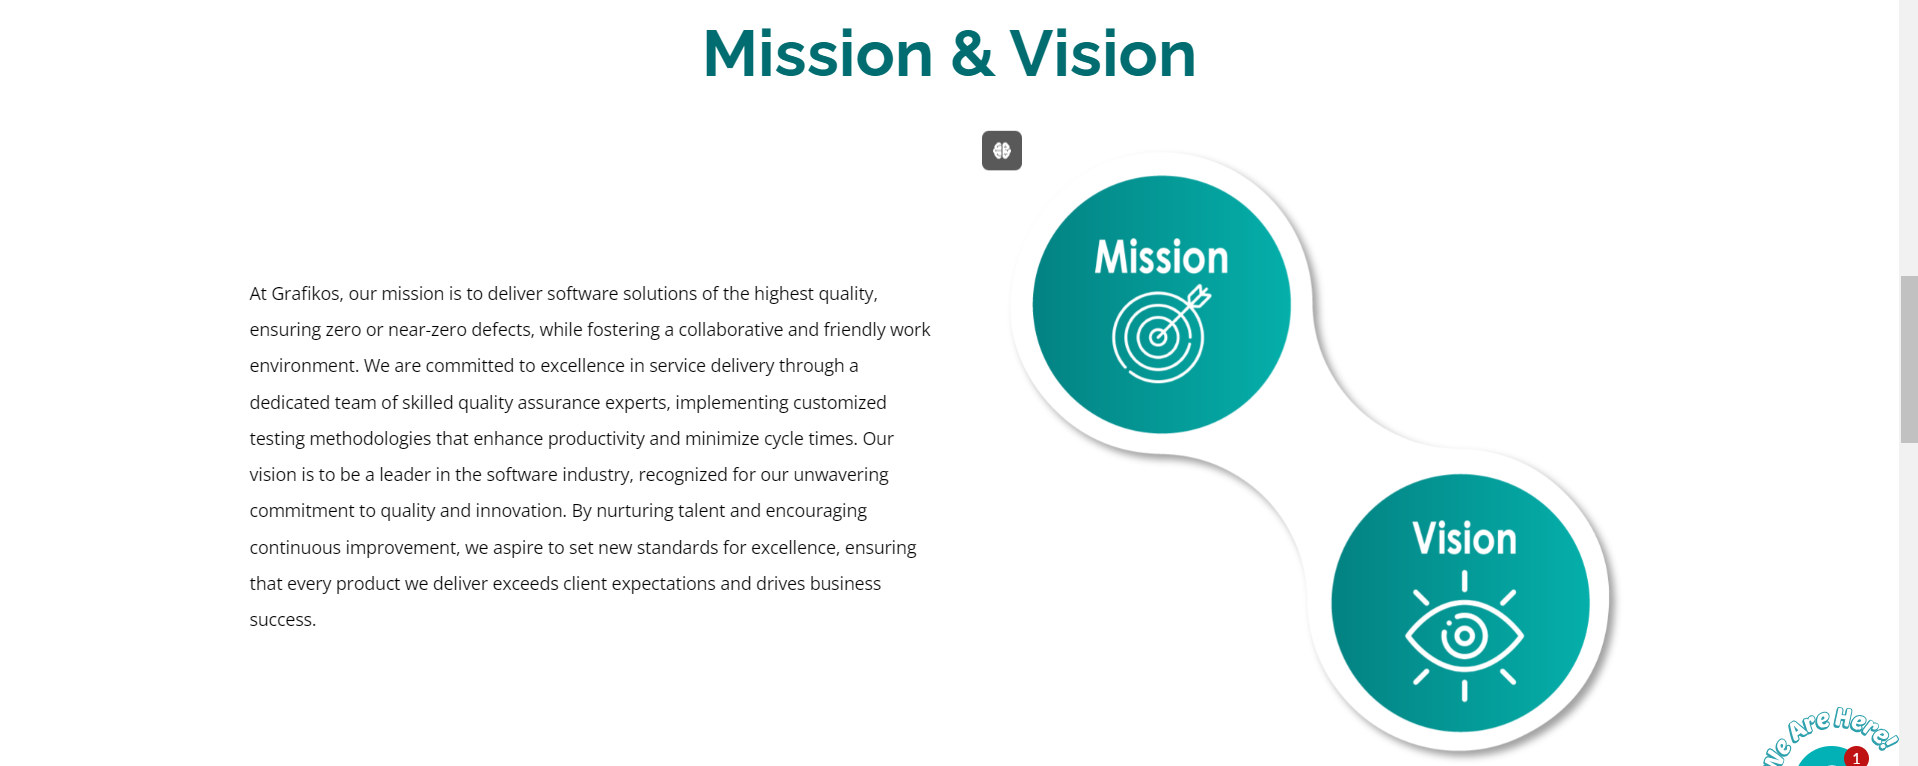 Mission & Vision
Mission
At Grafikos, our mission is to deliver software solutions of the highest quality,
ensuring zero or near-zero defects, while fostering a collaborative and friendly work
environment. We are committed to excellence in service delivery through a
dedicated team of skilled quality assurance experts, implementing customized
testing methodologies that enhance productivity and minimize cycle times. Our
vision is to be a leader in the software industry, recognized for our unwavering
commitment to quality and innovation. By nurturing talent and encouraging
continuous improvement, we aspire to set new standards for excellence, ensuring
that every product we deliver exceeds client expectations and drives business
success.
Vision
We Are Here!
1